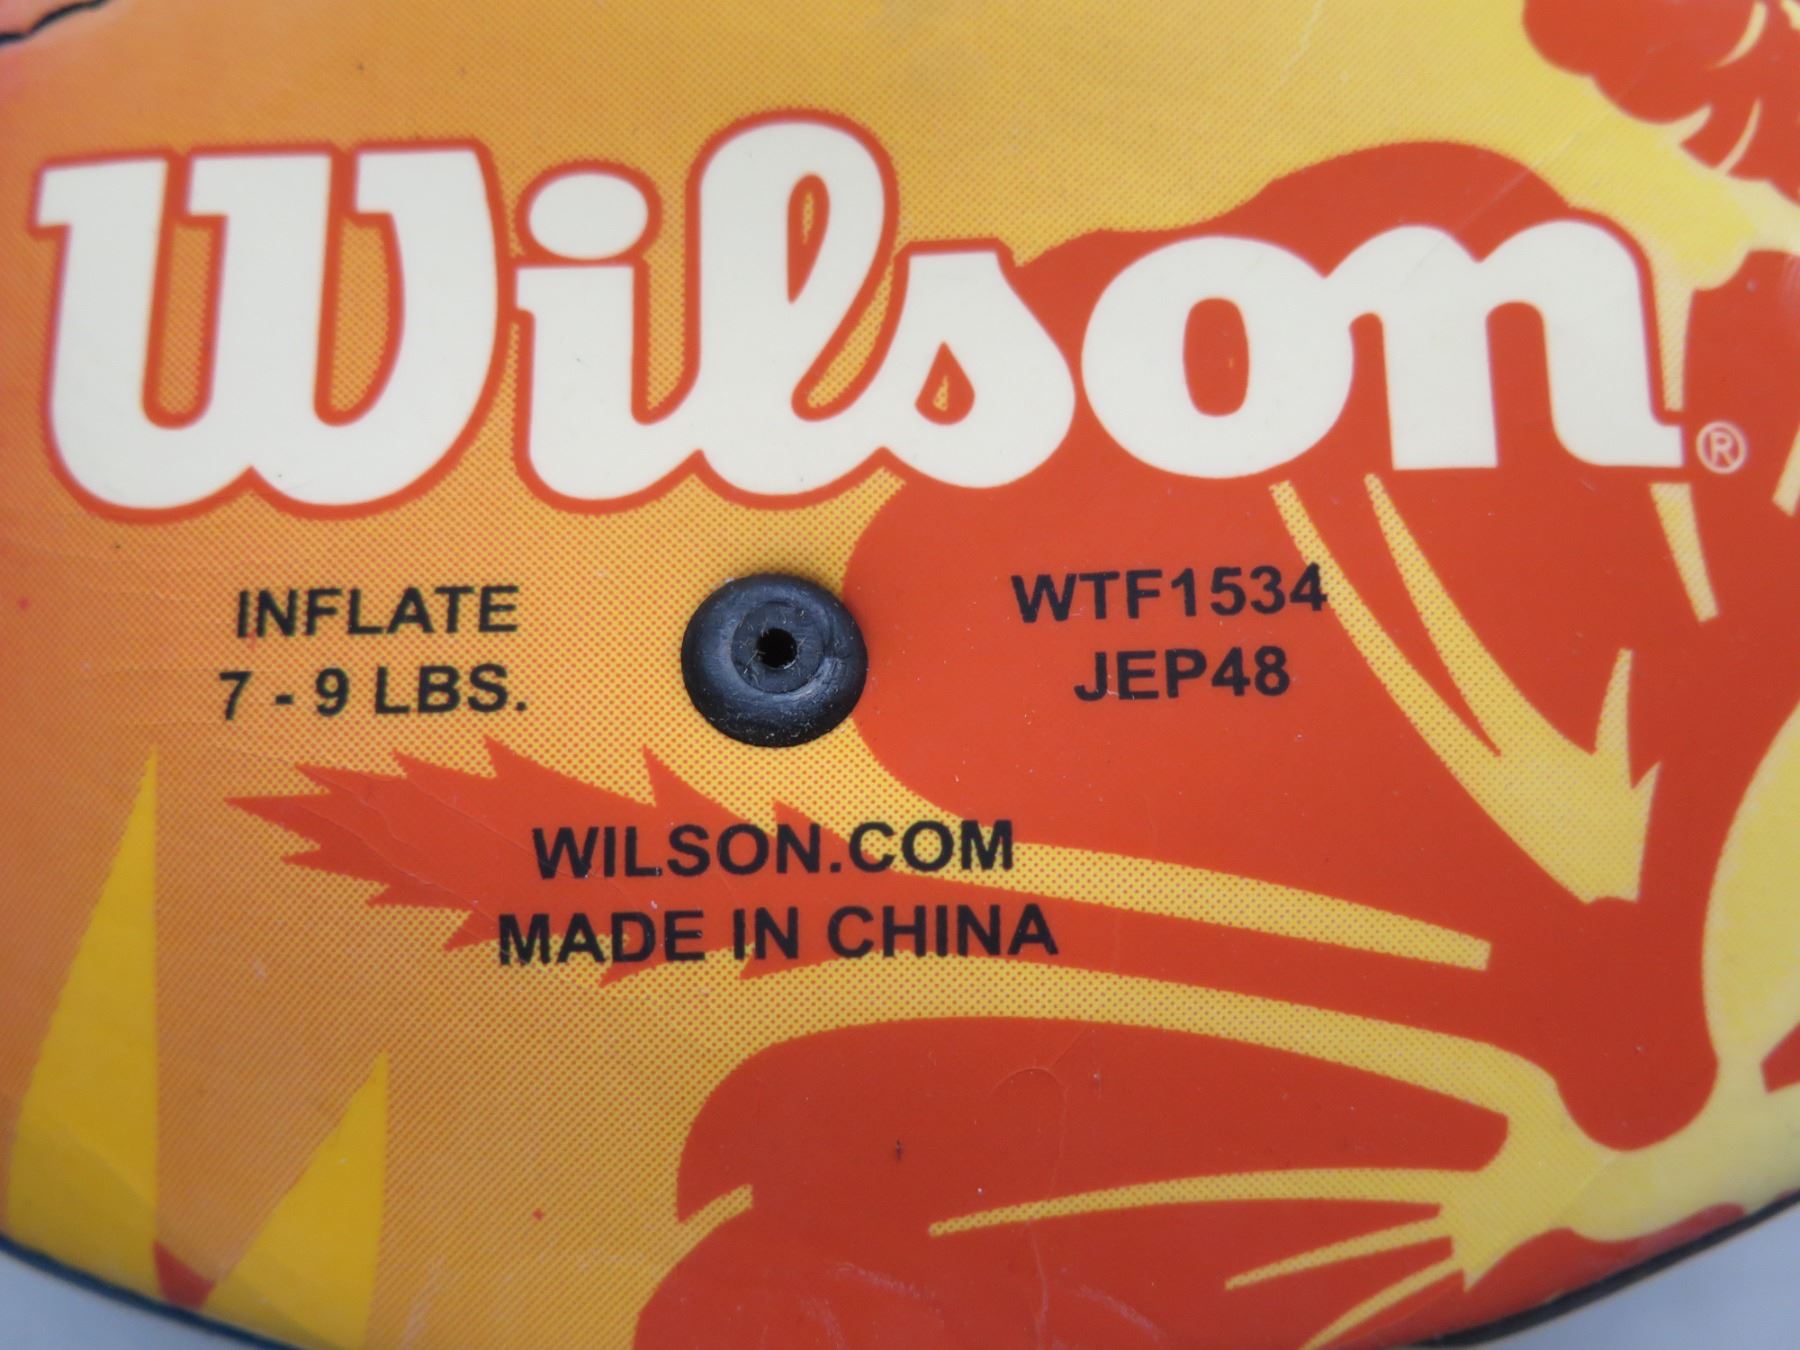 Wilson®
INFLATE
7 - 9 LBS.
WTF1534
JEP48
WILSON.COM
MADE IN CHINA